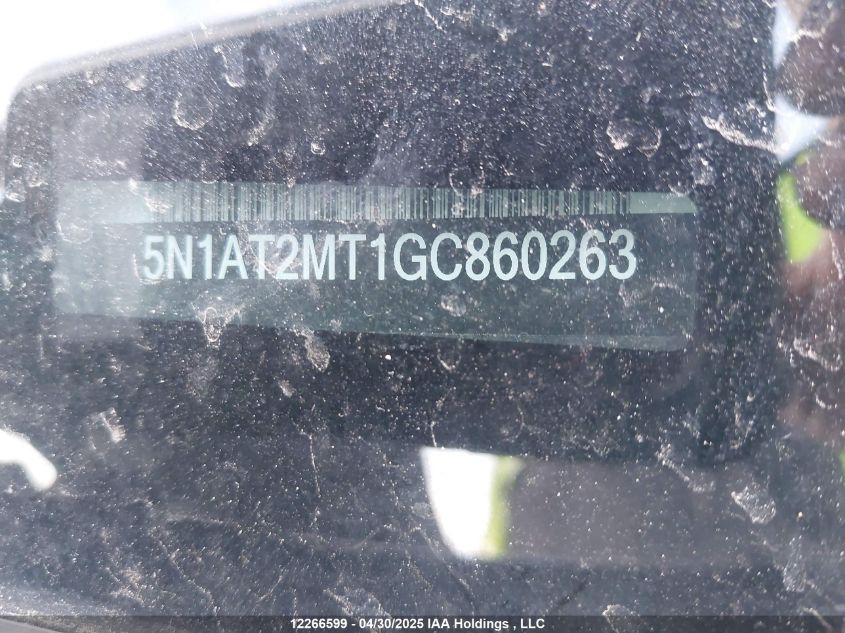 5N1AT2MT1GC860263
12266599 - 04/30/2025 IAA Holdings , LLC